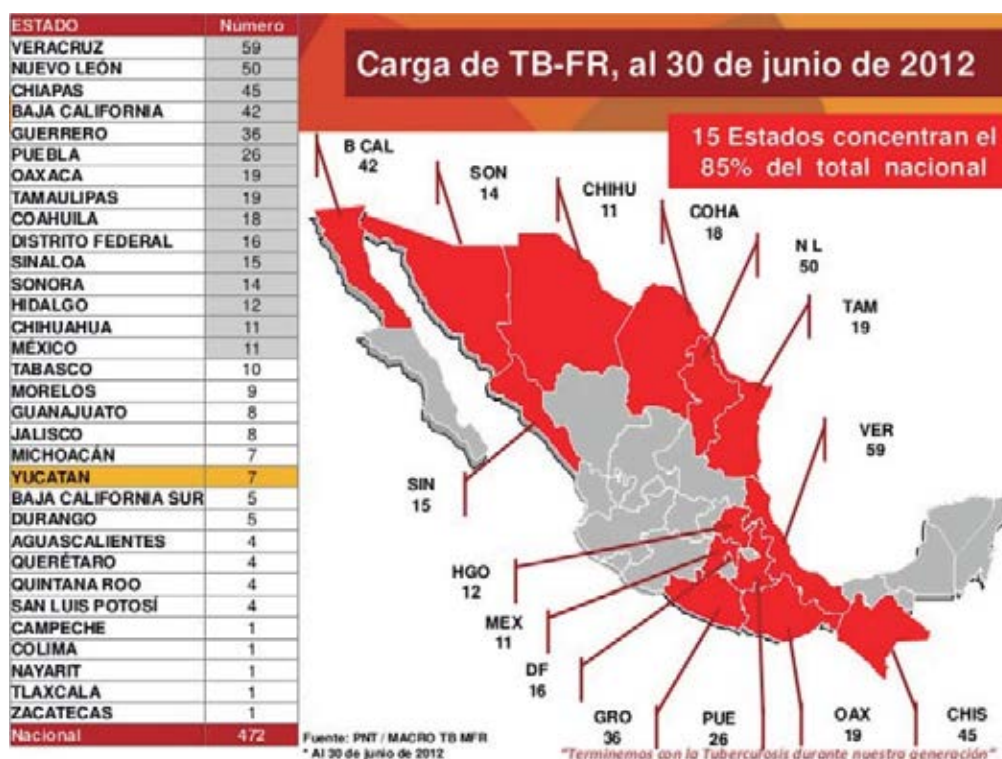 ESTADO Número
VERACRUZ 59
NUEVO LEÓN 50
CHIAPAS 45
BAJA CALIFORNIA 42
GUERRERO 36
PUEBLA 26
OAXACA 19
TAMAULIPAS 19
COAHUILA 18
DISTRITO FEDERAL 16
SINALOA 15
SONORA 14
HIDALGO 12
CHIHUAHUA 11
MÉXICO 11
TABASCO 10
MORELOS 9
GUANAJUATO 8
JALISCO 8
MICHOACÁN 7
YUCATAN 7
BAJA CALIFORNIA SUR 5
DURANGO 5
AGUASCALIENTES 4
QUERÉTARO 4
QUINTANA ROO 4
SAN LUIS POTOSÍ 4
CAMPECHE 1
COLIMA 1
NAYARIT 1
TLAXCALA 1
ZACATECAS 1
Nacional 472
Carga de TB-FR, al 30 de junio de 2012
15 Estados concentran el
85% del total nacional
B CAL
42
SON
14
CHIHU
11
COHA
18
N L
50
TAM
19
VER
59
SIN
15
HGO
12
MEX
11
DF
16
GRO
36
PUE
26
OAX
19
CHIS
45
Fuente: PNT / MACRO TB MFR
* Al 30 de junio de 2012
"Terminemos con la Tuberculosis durante nuestra generación"